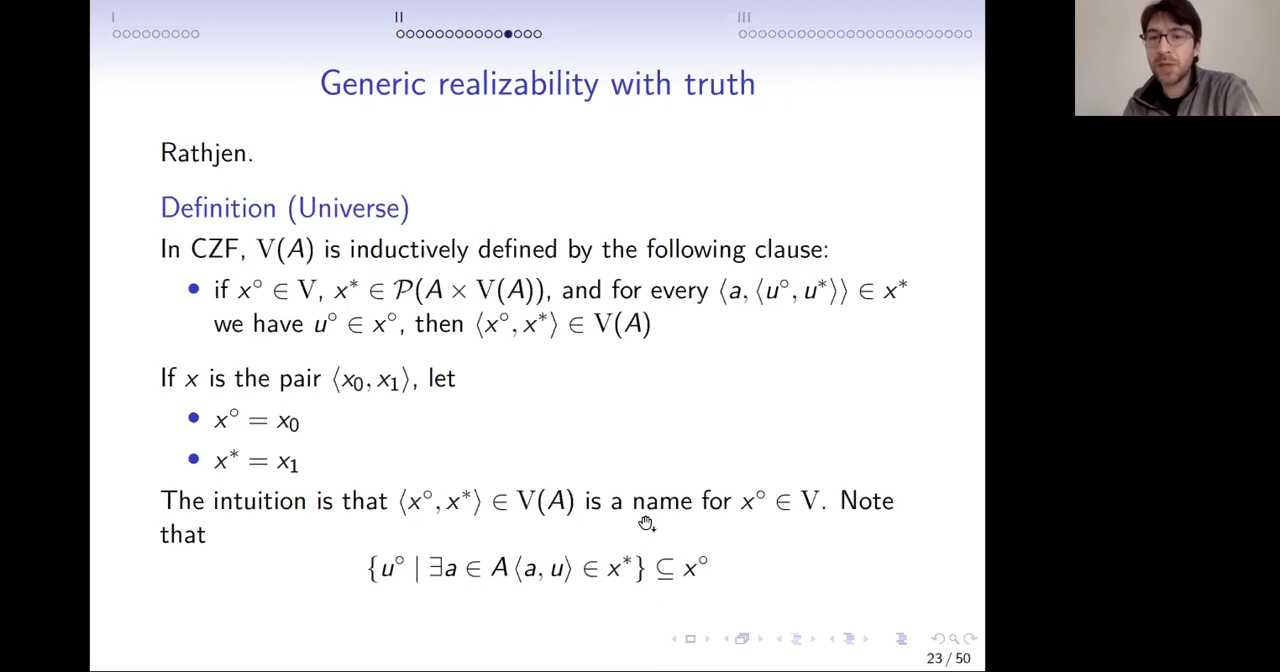 I II III
Generic realizability with truth
Rathjen.
Definition (Universe)
In CZF, V(A) is inductively defined by the following clause:
• if x° ∈ V, x* ∈ 𝒫(A × V(A)), and for every ⟨a, ⟨u°, u*⟩⟩ ∈ x*
we have u° ∈ x°, then ⟨x°, x*⟩ ∈ V(A)
If x is the pair ⟨x₀, x₁⟩, let
• x° = x₀
• x* = x₁
The intuition is that ⟨x°, x*⟩ ∈ V(A) is a name for x° ∈ V. Note
that
{u° | ∃a ∈ A ⟨a, u⟩ ∈ x*} ⊆ x°
23 / 50